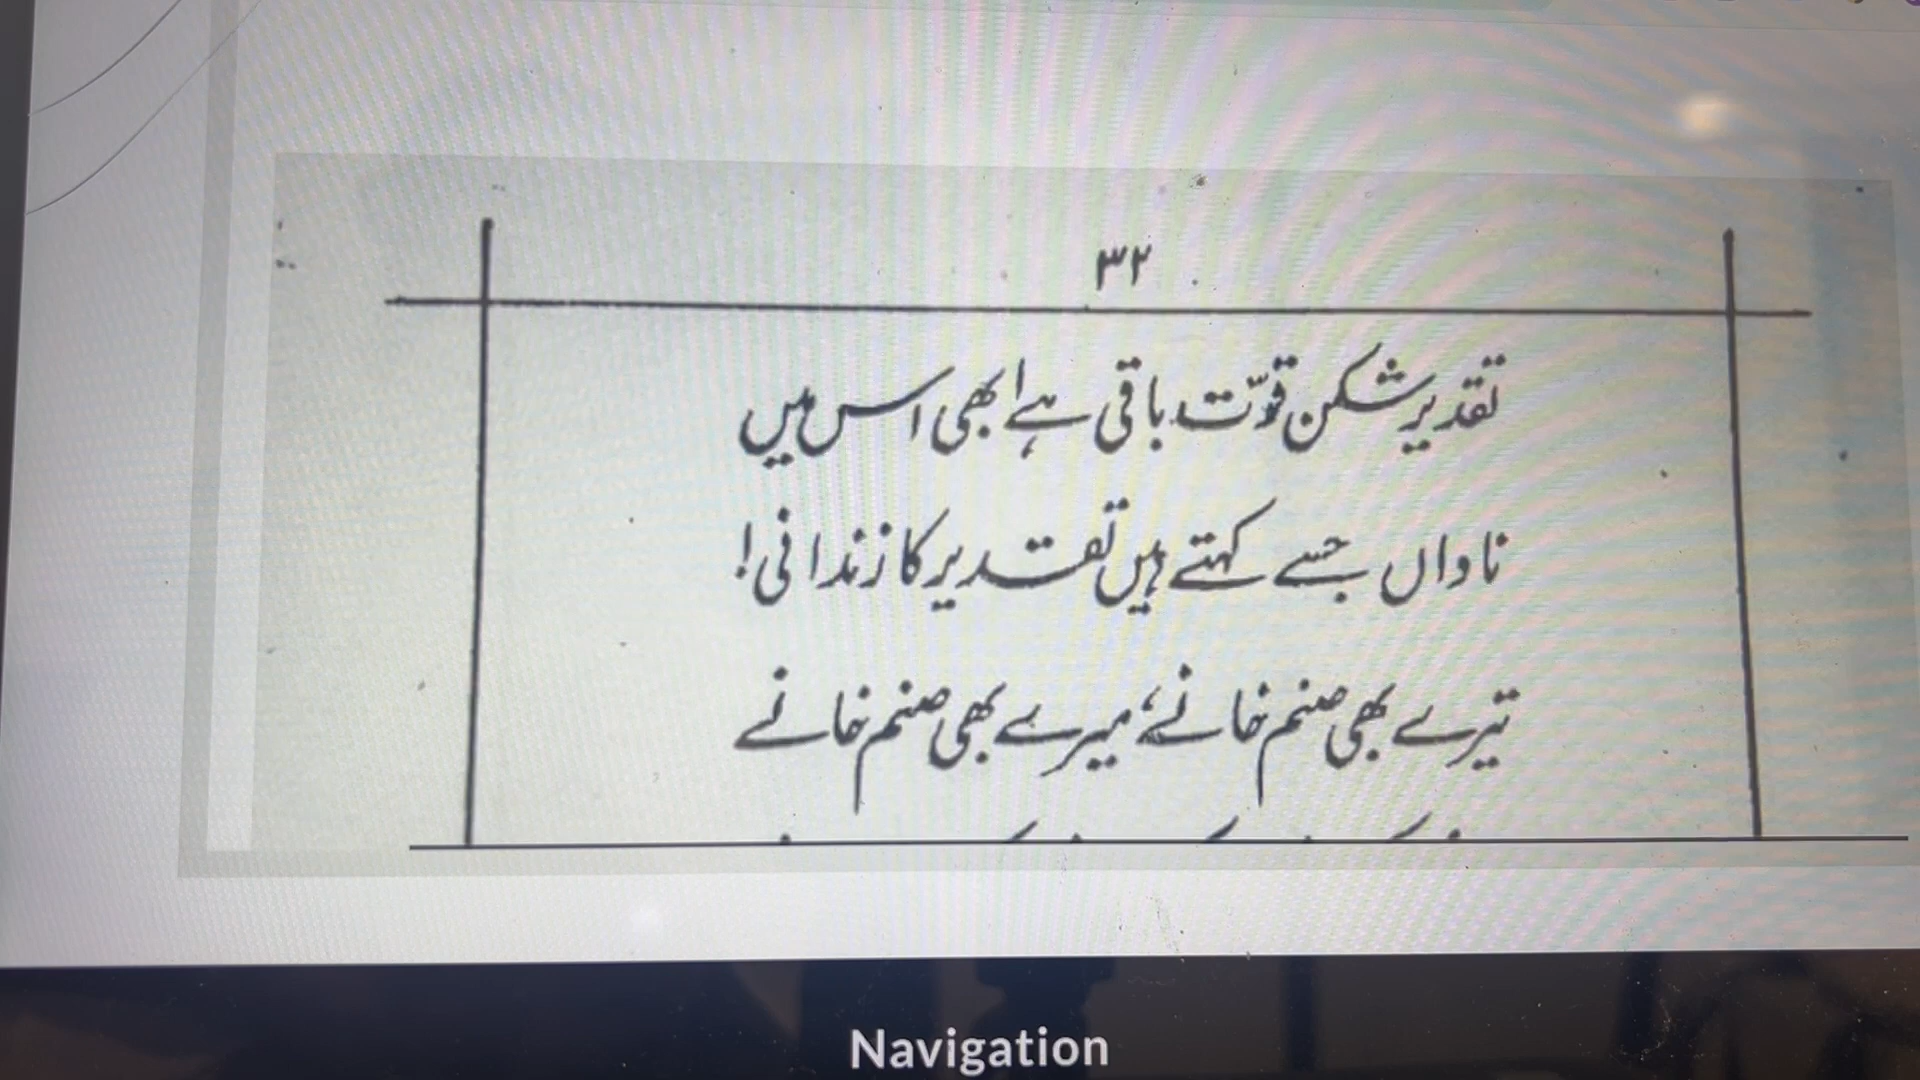 ۳۲
تقدیر شکن قوّت باقی ہے ابھی اس میں
ناداں جسے کہتے ہیں تقدیر کا زندانی!
تیرے بھی صنم خانے، میرے بھی صنم خانے
Navigation